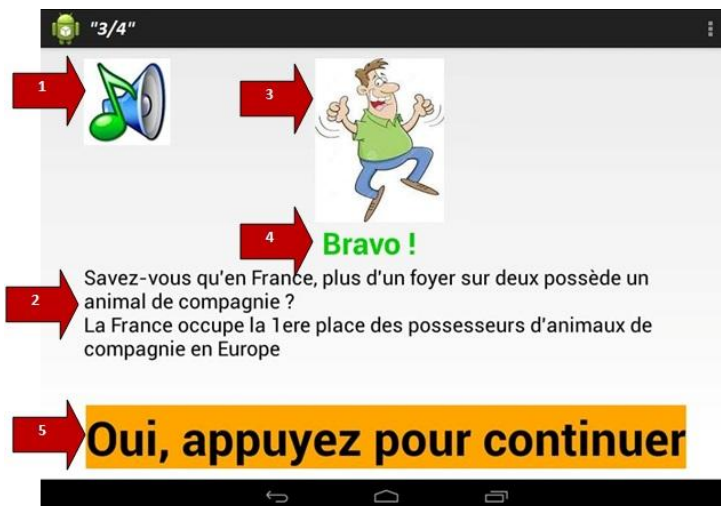 "3/4"
1
3
4
Bravo !
Savez-vous qu'en France, plus d'un foyer sur deux possède un
2
animal de compagnie ?
La France occupe la 1ere place des possesseurs d'animaux de
compagnie en Europe
5
Oui, appuyez pour continuer